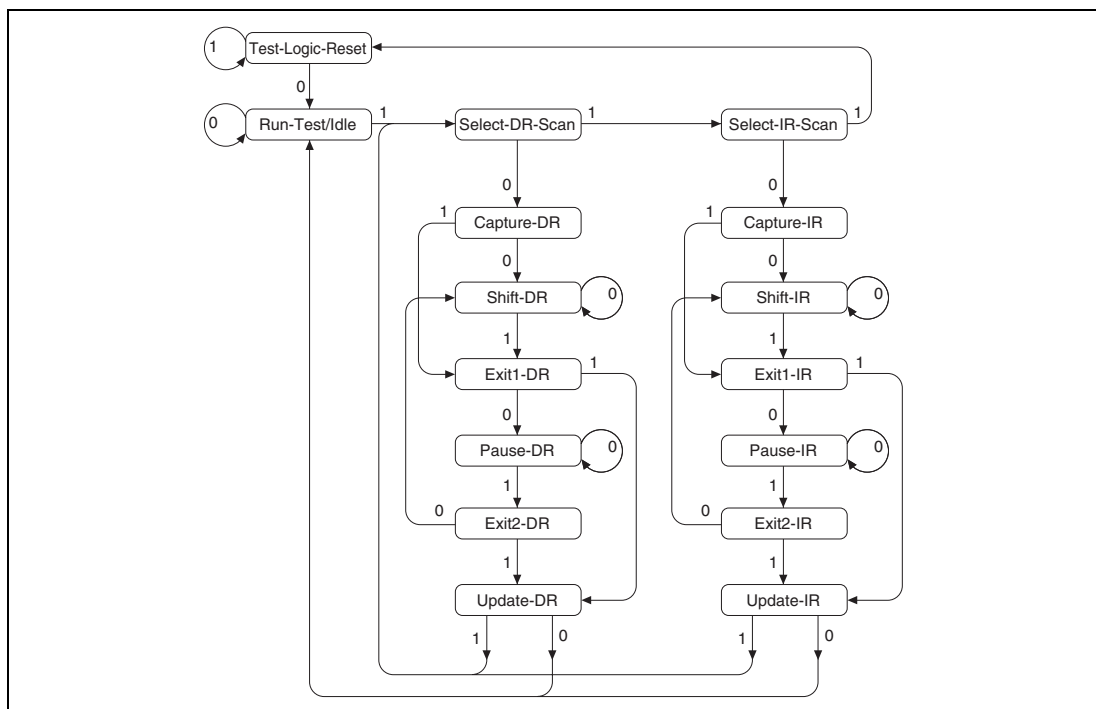 1 Test-Logic-Reset
0
0 Run-Test/Idle 1 Select-DR-Scan 1 Select-IR-Scan 1
0 0
1 Capture-DR 1 Capture-IR
0 0
Shift-DR 0 Shift-IR 0
1 1
Exit1-DR 1 Exit1-IR 1
0 0
Pause-DR 0 Pause-IR 0
1 1
0 Exit2-DR 0 Exit2-IR
1 1
Update-DR Update-IR
1 0 1 0